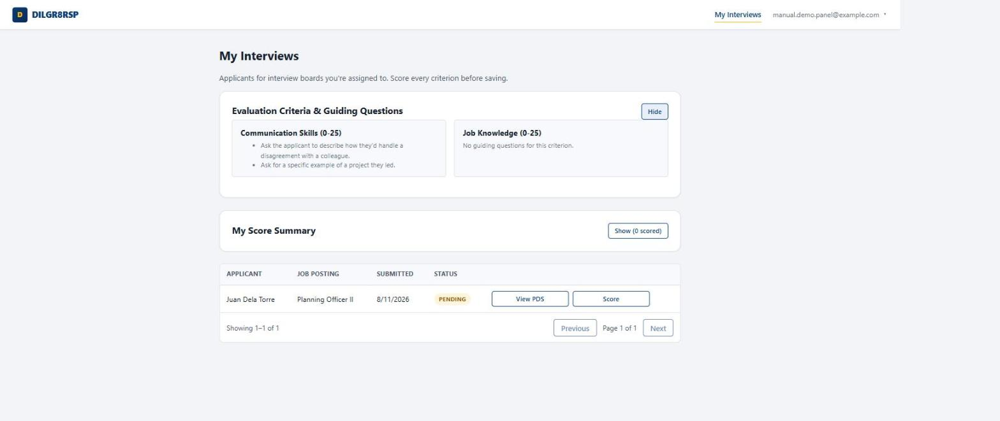 D DILGR8RSP
My Interviews manual.demo.panel@example.com
My Interviews
Applicants for interview boards you're assigned to. Score every criterion before saving.
Evaluation Criteria & Guiding Questions
Hide
Communication Skills (0-25)
• Ask the applicant to describe how they'd handle a
disagreement with a colleague.
• Ask for a specific example of a project they led.
Job Knowledge (0-25)
No guiding questions for this criterion.
My Score Summary
Show (0 scored)
APPLICANT JOB POSTING SUBMITTED STATUS
Juan Dela Torre Planning Officer II 8/11/2026 PENDING View PDS Score
Showing 1–1 of 1 Previous Page 1 of 1 Next